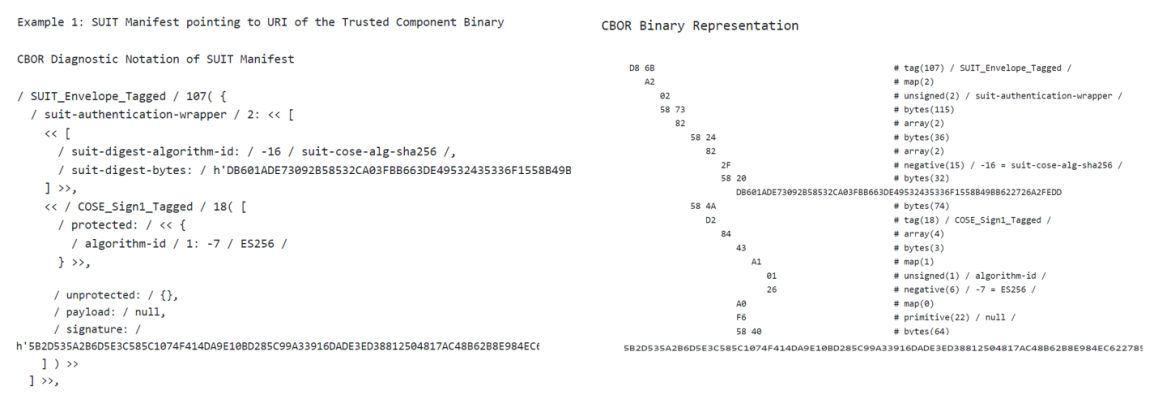 Example 1: SUIT Manifest pointing to URI of the Trusted Component Binary
CBOR Diagnostic Notation of SUIT Manifest
/ SUIT_Envelope_Tagged / 107( {
/ suit-authentication-wrapper / 2: << [
<< [
/ suit-digest-algorithm-id: / -16 / suit-cose-alg-sha256 /,
/ suit-digest-bytes: / h'DB601ADE73092B58532CA03FBB663DE49532435336F1558B49B
] >>,
<< / COSE_Sign1_Tagged / 18( [
/ protected: / << {
/ algorithm-id / 1: -7 / ES256 /
} >>,
/ unprotected: / {},
/ payload: / null,
/ signature: /
h'5B2D535A2B6D5E3C585C1074F414DA9E10BD285C99A33916DADE3ED38812504817AC48B62B8E984EC6
] ) >>
] >>,
CBOR Binary Representation
D8 6B # tag(107) / SUIT_Envelope_Tagged /
A2 # map(2)
02 # unsigned(2) / suit-authentication-wrapper /
58 73 # bytes(115)
82 # array(2)
58 24 # bytes(36)
82 # array(2)
2F # negative(15) / -16 = suit-cose-alg-sha256 /
58 20 # bytes(32)
DB601ADE73092B58532CA03FBB663DE49532435336F1558B49BB622726A2FEDD
58 4A # bytes(74)
D2 # tag(18) / COSE_Sign1_Tagged /
84 # array(4)
43 # bytes(3)
A1 # map(1)
01 # unsigned(1) / algorithm-id /
26 # negative(6) / -7 = ES256 /
A0 # map(0)
F6 # primitive(22) / null /
58 40 # bytes(64)
5B2D535A2B6D5E3C585C1074F414DA9E10BD285C99A33916DADE3ED38812504817AC48B62B8E984EC622785